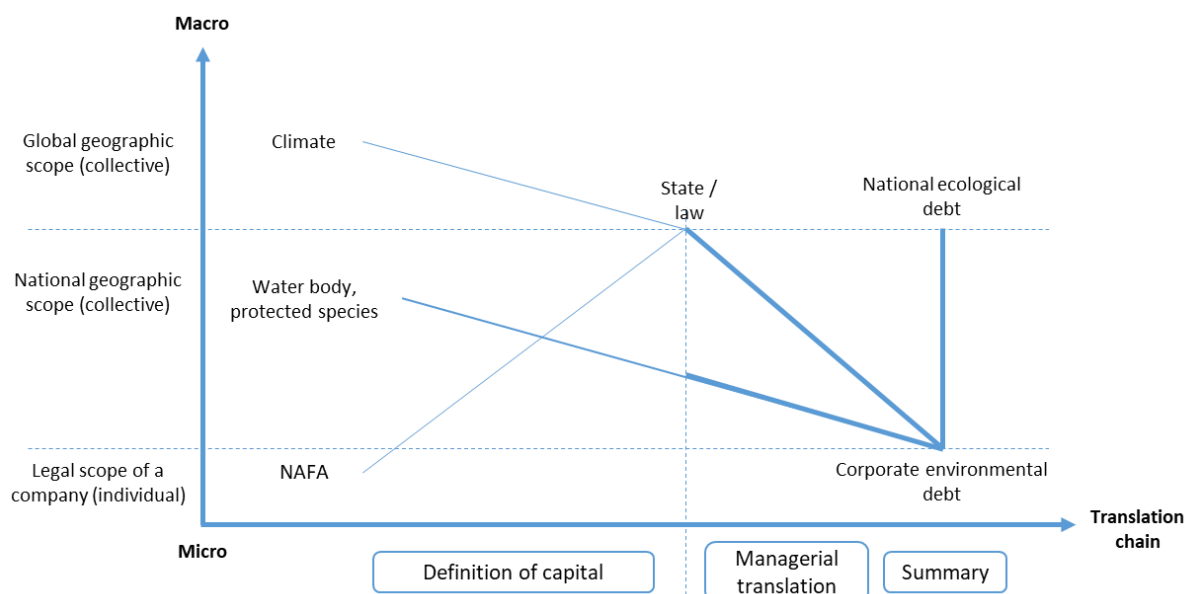 Macro
Global geographic
scope (collective)
Climate
State /
law
National ecological
debt
National geographic
scope (collective)
Water body,
protected species
Legal scope of a
company (individual)
NAFA
Corporate environmental
debt
Micro
Translation
chain
Definition of capital
Managerial
translation
Summary